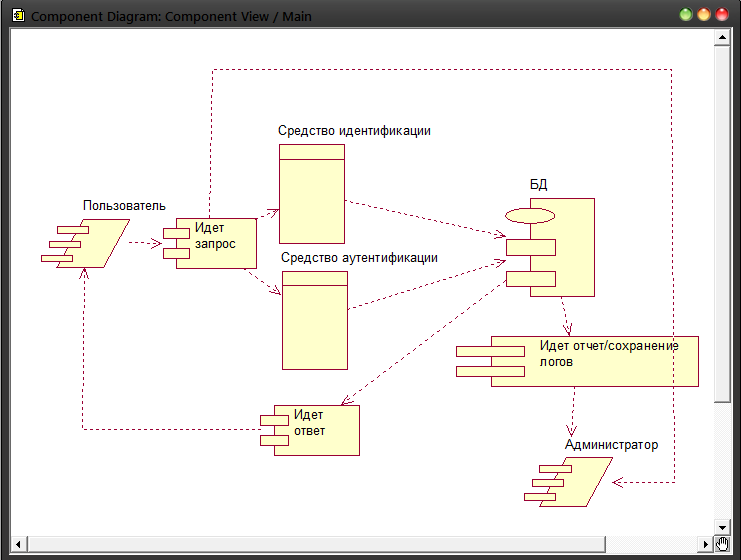 Component Diagram: Component View / Main
Средство идентификации
БД
Пользователь
Идет
запрос
Средство аутентификации
Идет отчет/сохранение
логов
Идет
ответ
Администратор